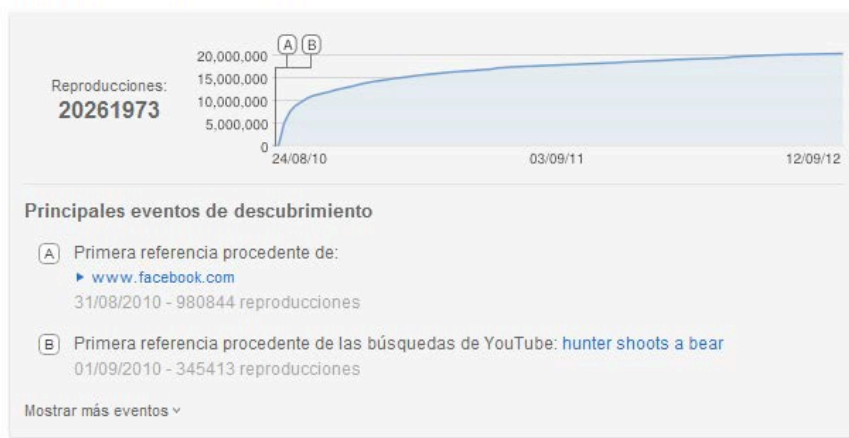 A B
20,000,000
15,000,000
Reproducciones:
20261973
10,000,000
5,000,000
0
24/08/10 03/09/11 12/09/12
Principales eventos de descubrimiento
A Primera referencia procedente de:
www.facebook.com
31/08/2010 - 980844 reproducciones
B Primera referencia procedente de las búsquedas de YouTube: hunter shoots a bear
01/09/2010 - 345413 reproducciones
Mostrar más eventos